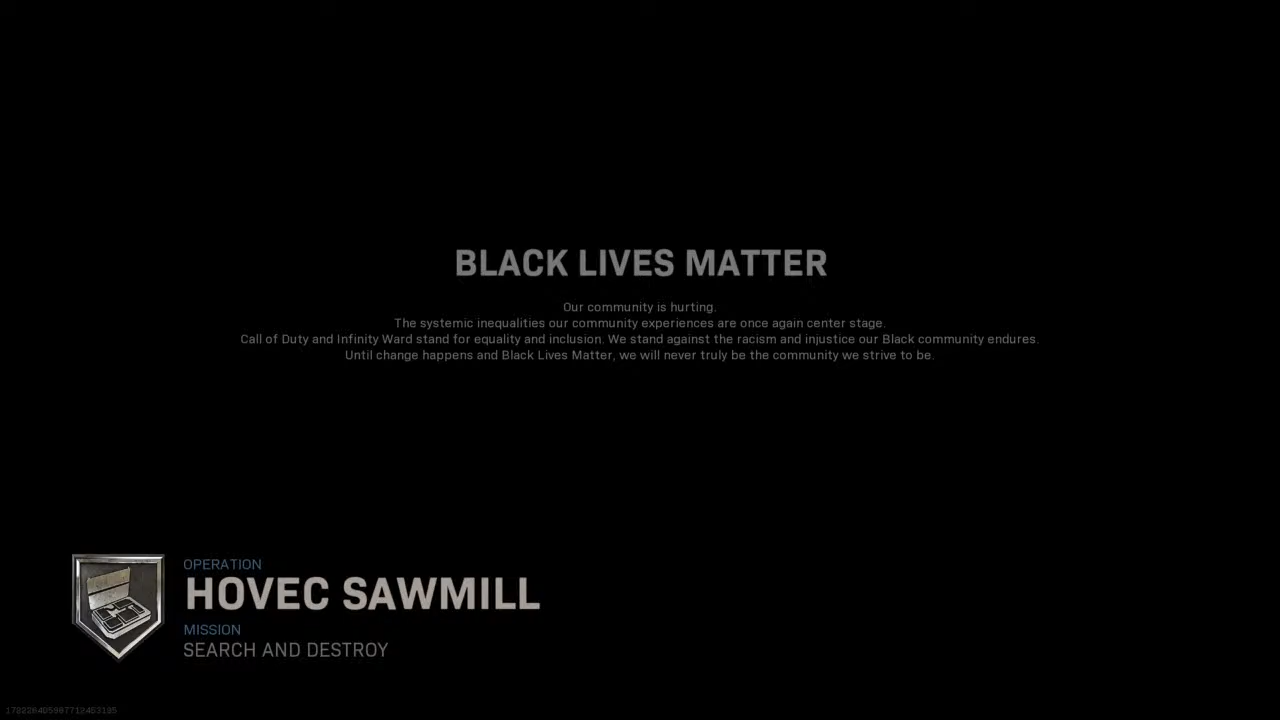 BLACK LIVES MATTER
Our community is hurting.
The systemic inequalities our community experiences are once again center stage.
Call of Duty and Infinity Ward stand for equality and inclusion. We stand against the racism and injustice our Black community endures.
Until change happens and Black Lives Matter, we will never truly be the community we strive to be.
OPERATION
HOVEC SAWMILL
MISSION
SEARCH AND DESTROY